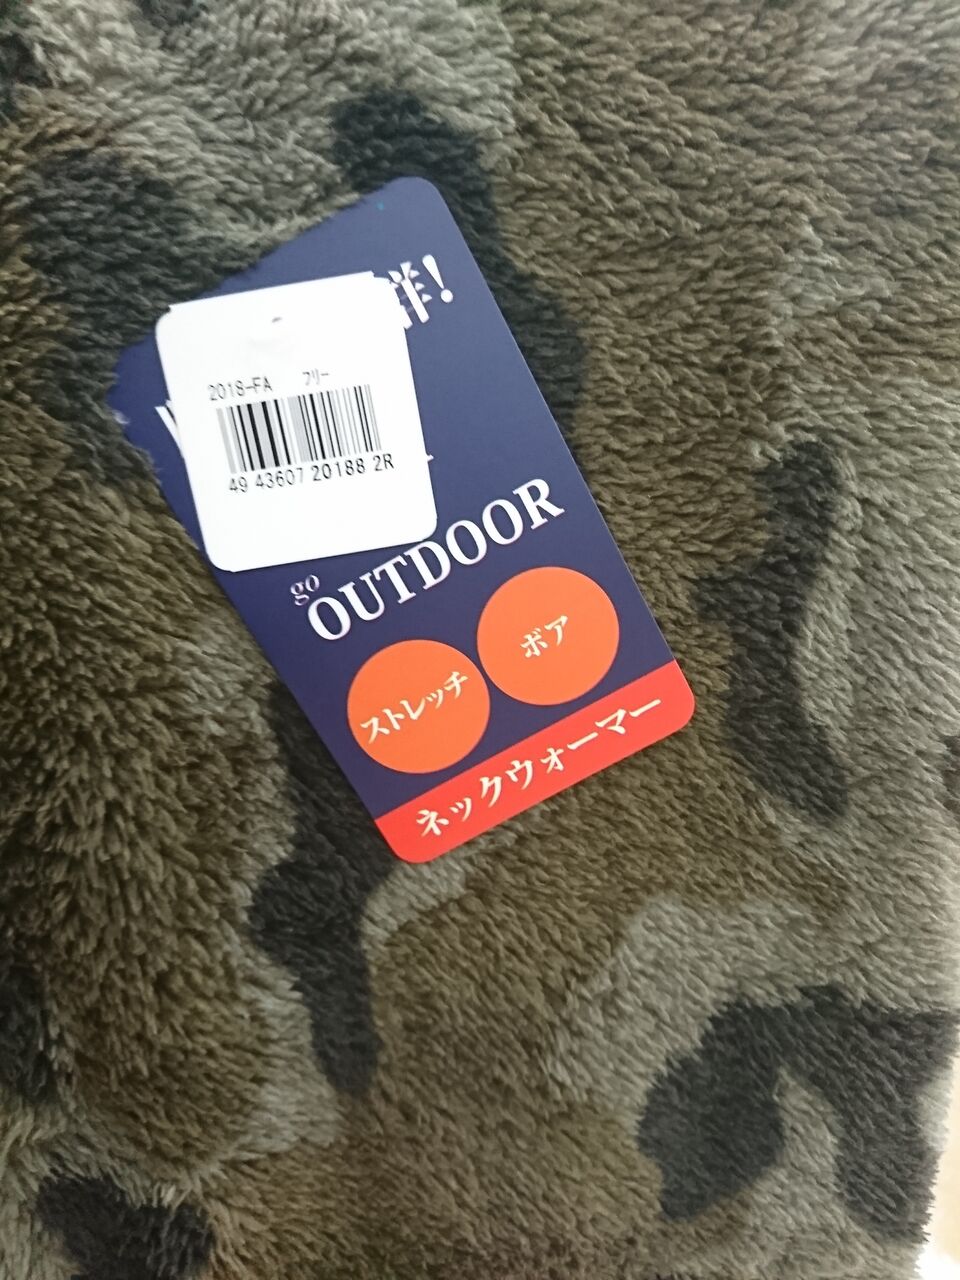 群!
2018-FA フリー
49 43607 20188 2R
go
OUTDOOR
ストレッチ
ボア
ネックウォーマー